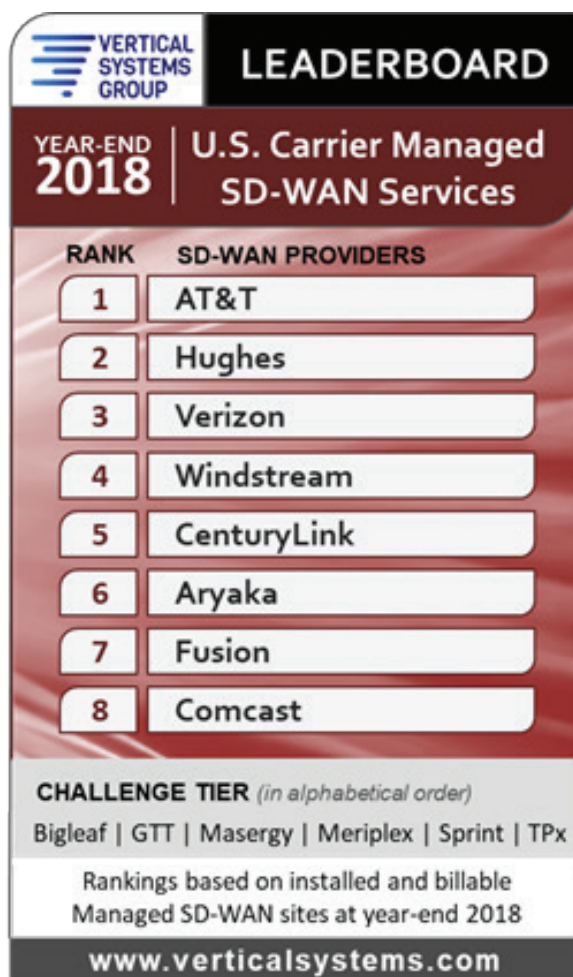 VERTICAL
SYSTEMS
GROUP
LEADERBOARD
YEAR-END
2018
U.S. Carrier Managed
SD-WAN Services
RANK SD-WAN PROVIDERS
1 AT&T
2 Hughes
3 Verizon
4 Windstream
5 CenturyLink
6 Aryaka
7 Fusion
8 Comcast
CHALLENGE TIER (in alphabetical order)
Bigleaf | GTT | Masergy | Meriplex | Sprint | TPx
Rankings based on installed and billable
Managed SD-WAN sites at year-end 2018
www.verticalsystems.com